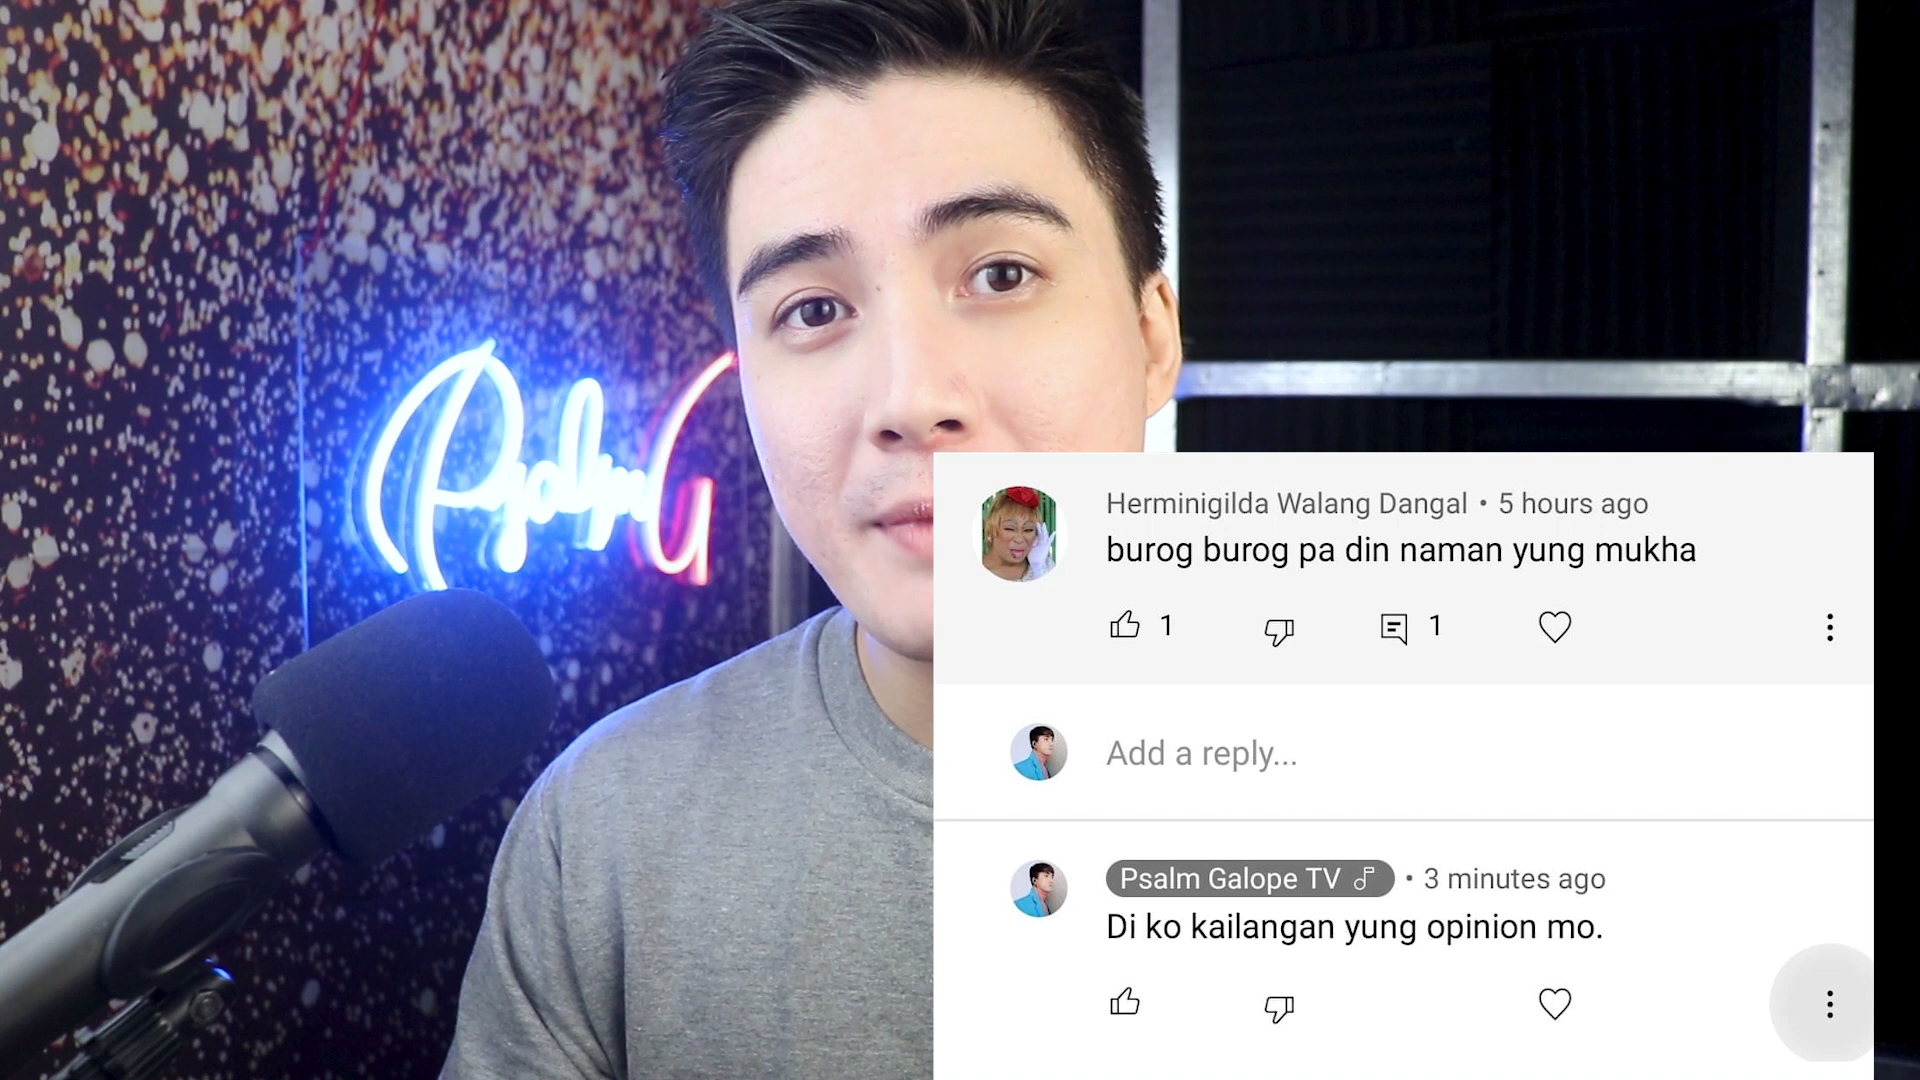 Psalm G
Herminigilda Walang Dangal • 5 hours ago
burog burog pa din naman yung mukha
1
1
Add a reply...
Psalm Galope TV • 3 minutes ago
Di ko kailangan yung opinion mo.